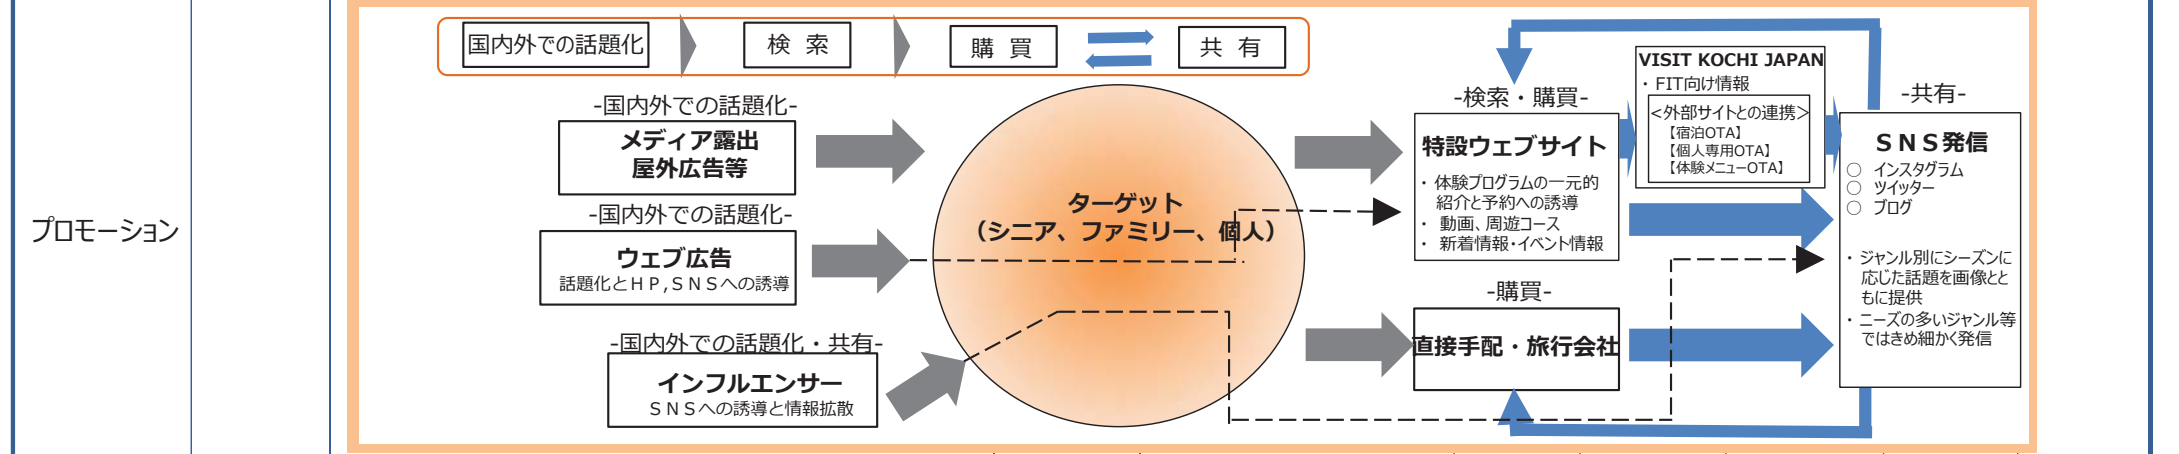 プロモーション
国内外での話題化
検 索
購 買
共 有
-国内外での話題化-
メディア露出
屋外広告等
-国内外での話題化-
ウェブ広告
話題化とHP,SNSへの誘導
-国内外での話題化・共有-
インフルエンサー
SNSへの誘導と情報拡散
ターゲット
（シニア、ファミリー、個人）
-検索・購買-
特設ウェブサイト
・ 体験プログラムの一元的
紹介と予約への誘導
・ 動画、周遊コース
・ 新着情報・イベント情報
-購買-
直接手配・旅行会社
VISIT KOCHI JAPAN
・ FIT向け情報
＜外部サイトとの連携＞
【宿泊OTA】
【個人専用OTA】
【体験メニューOTA】
-共有-
ＳＮＳ発信
○ インスタグラム
○ ツイッター
○ ブログ
・ ジャンル別にシーズンに
応じた話題を画像とと
もに提供
・ ニーズの多いジャンル等
ではきめ細かく発信